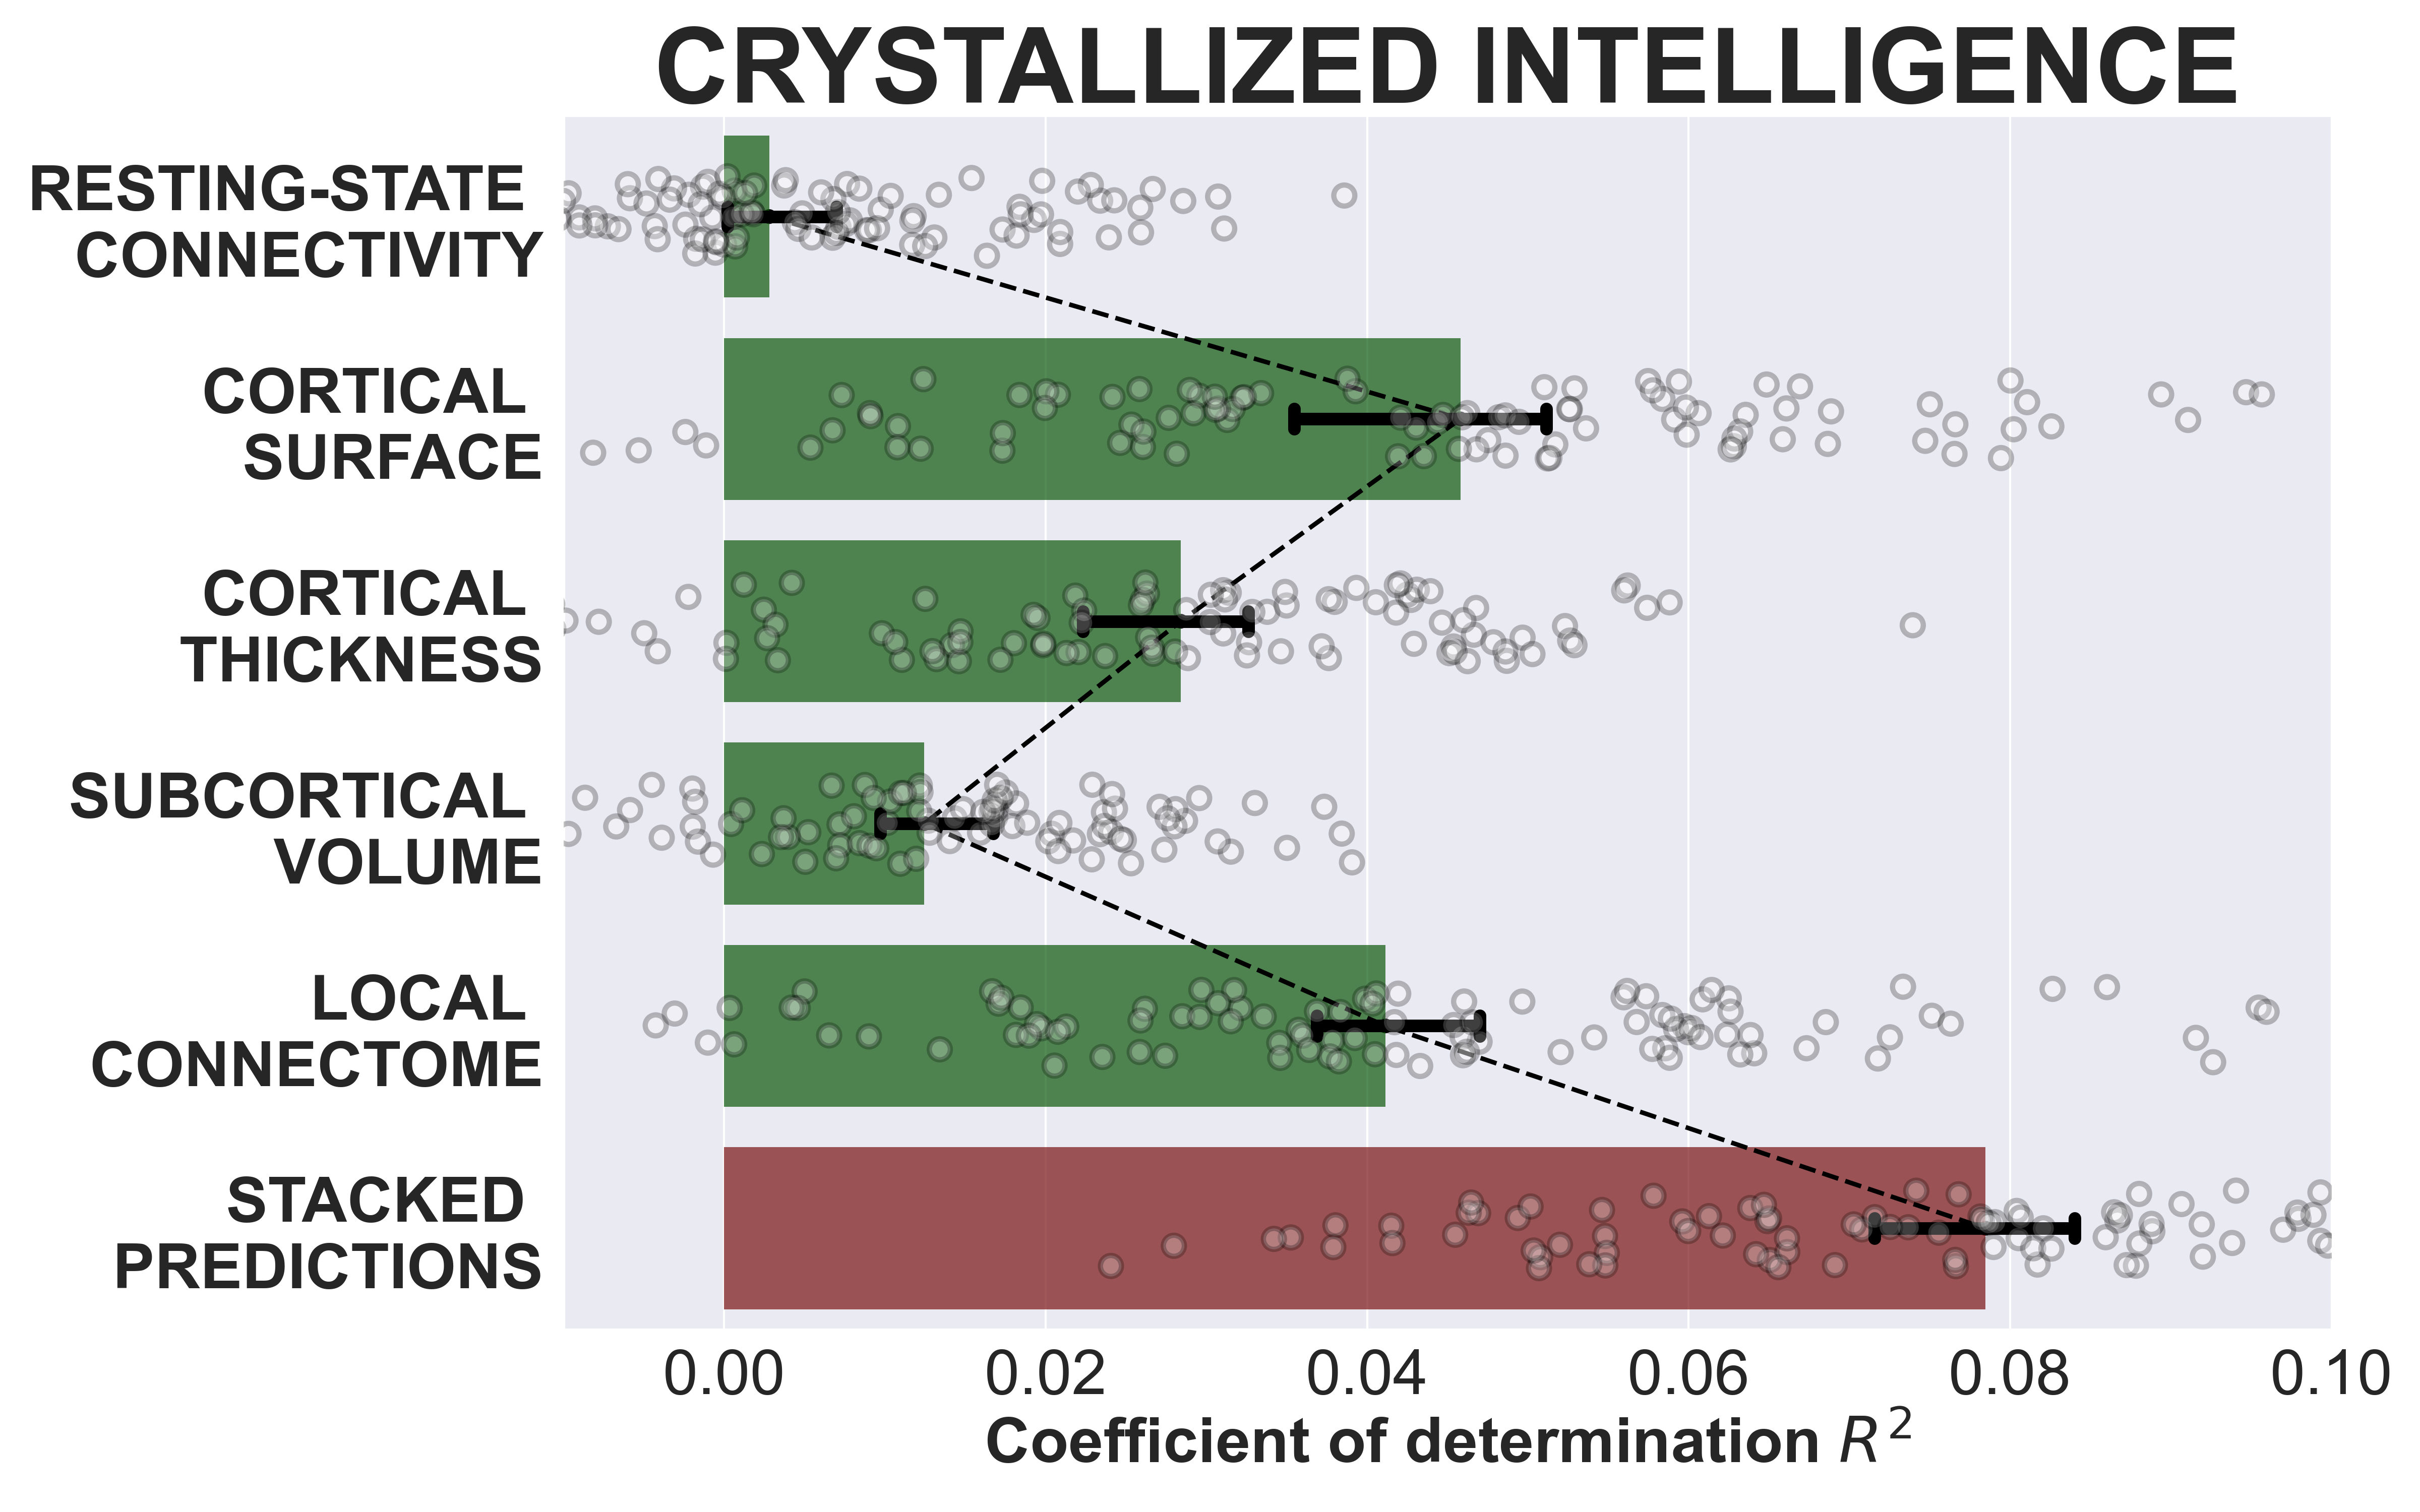 CRYSTALLIZED INTELLIGENCE
RESTING-STATE
CONNECTIVITY
CORTICAL
SURFACE
CORTICAL
THICKNESS
SUBCORTICAL
VOLUME
LOCAL
CONNECTOME
STACKED
PREDICTIONS
0.00 0.02 0.04 0.06 0.08 0.10
Coefficient of determination R²